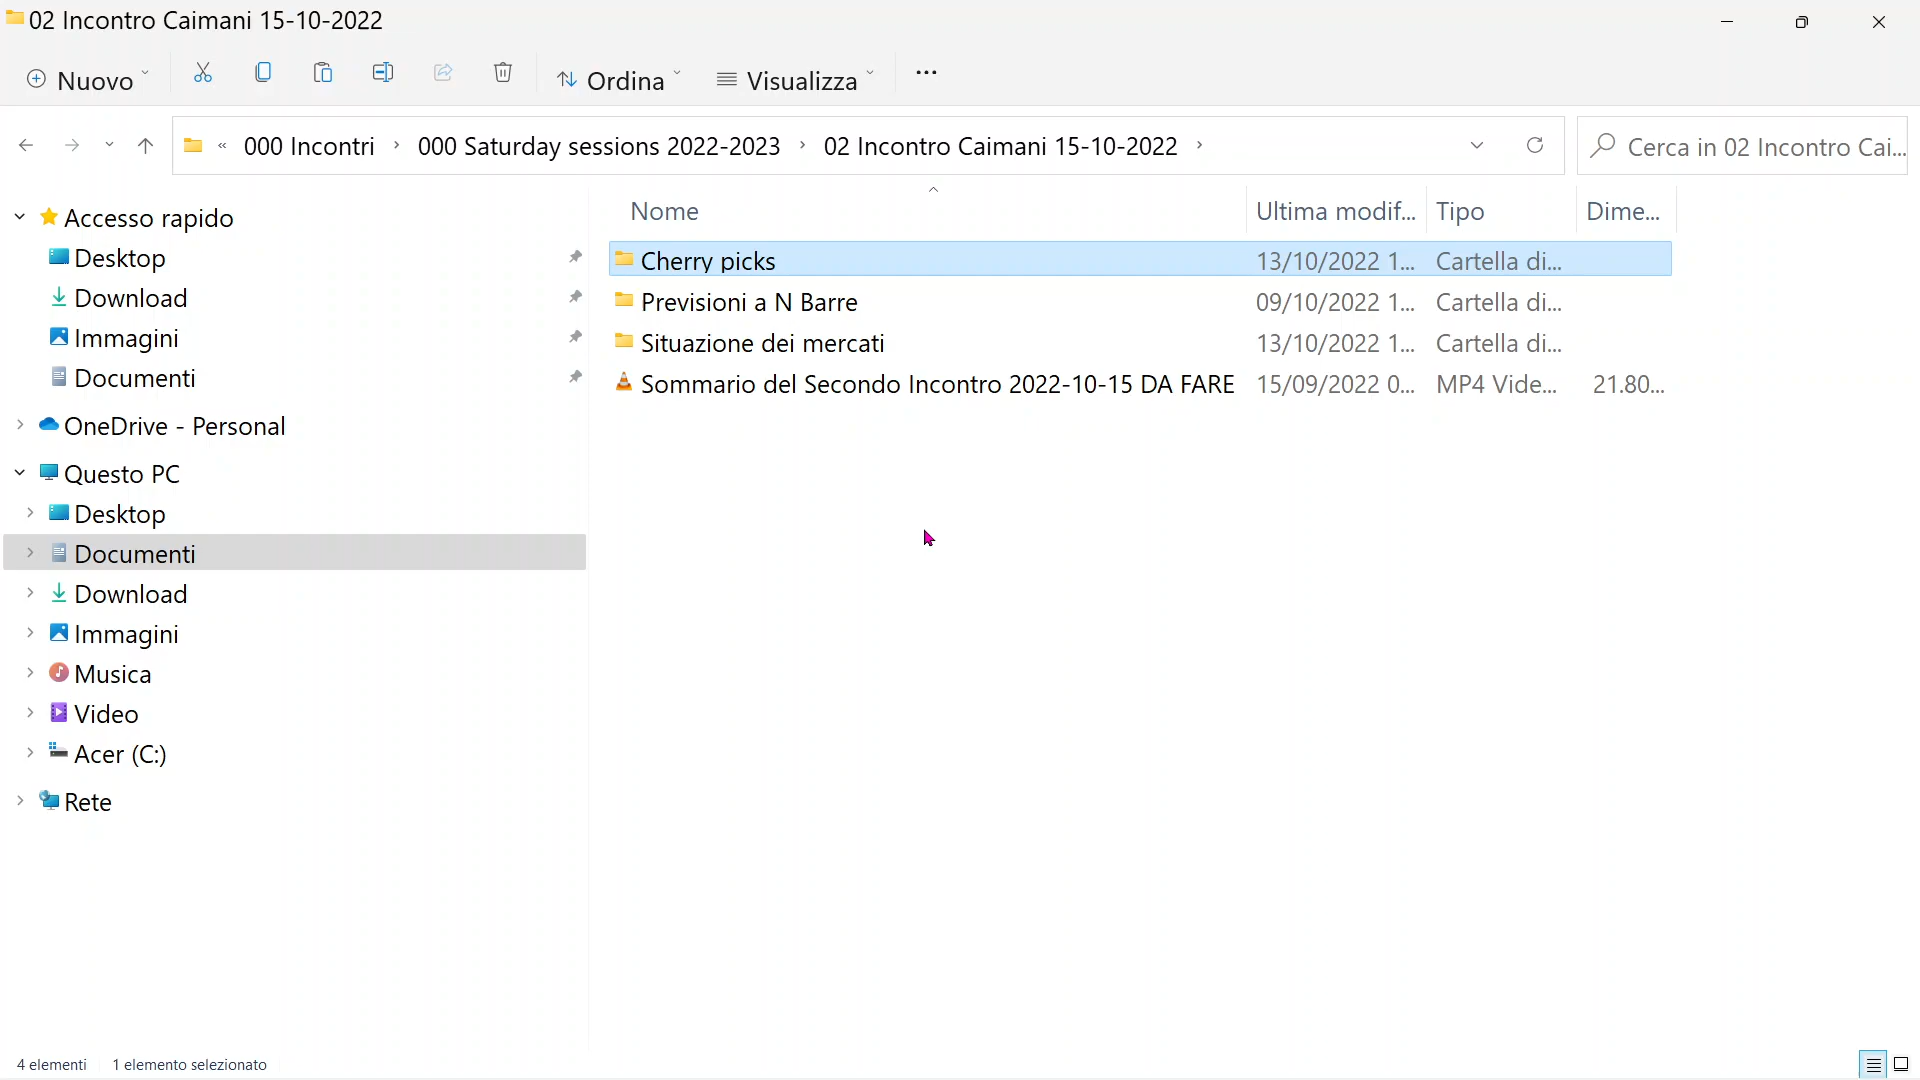 02 Incontro Caimani 15-10-2022
Nuovo
Ordina
Visualizza
« 000 Incontri › 000 Saturday sessions 2022-2023 › 02 Incontro Caimani 15-10-2022 ›
Cerca in 02 Incontro Cai...
Nome Ultima modif... Tipo Dime...
Cherry picks 13/10/2022 1... Cartella di...
Previsioni a N Barre 09/10/2022 1... Cartella di...
Situazione dei mercati 13/10/2022 1... Cartella di...
Sommario del Secondo Incontro 2022-10-15 DA FARE 15/09/2022 0... MP4 Vide... 21.80...
Accesso rapido
Desktop
Download
Immagini
Documenti
OneDrive - Personal
Questo PC
Desktop
Documenti
Download
Immagini
Musica
Video
Acer (C:)
Rete
4 elementi 1 elemento selezionato